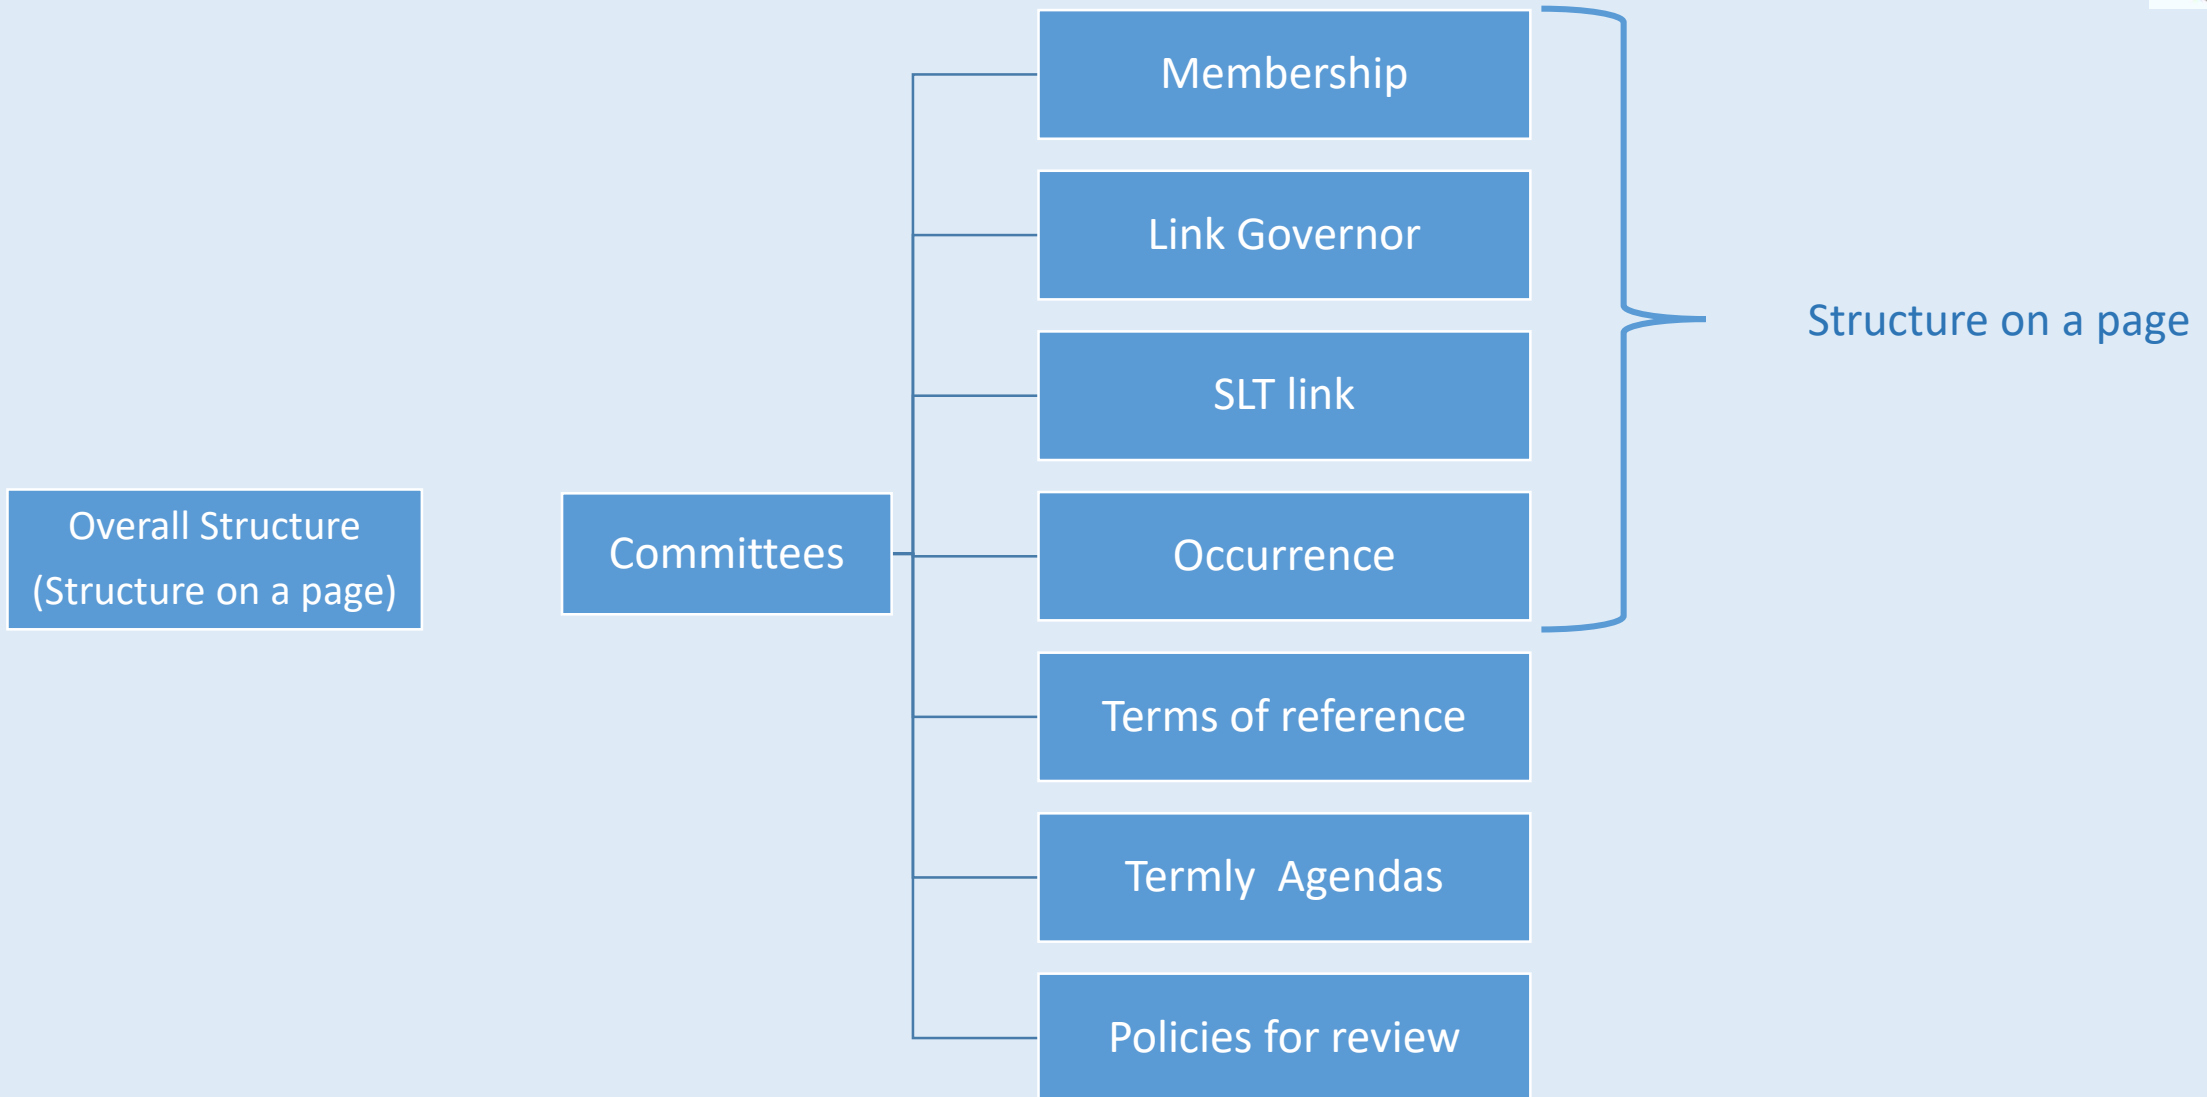 Overall Structure
(Structure on a page)
Committees
Membership
Link Governor
SLT link
Occurrence
Terms of reference
Termly  Agendas
Policies for review
Structure on a page